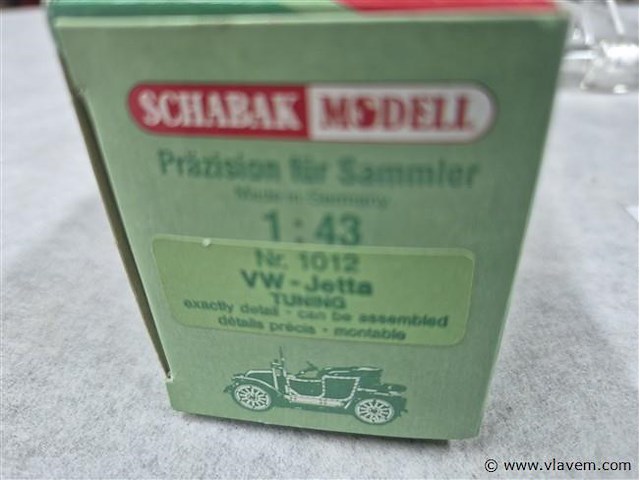 SCHABAK MODELL
Präzision für Sammler
Made in Germany
1:43
Nr. 1012
VW-Jetta
TUNING
exactly detail - can be assembled
détails précis - montable
© www.vlavem.com